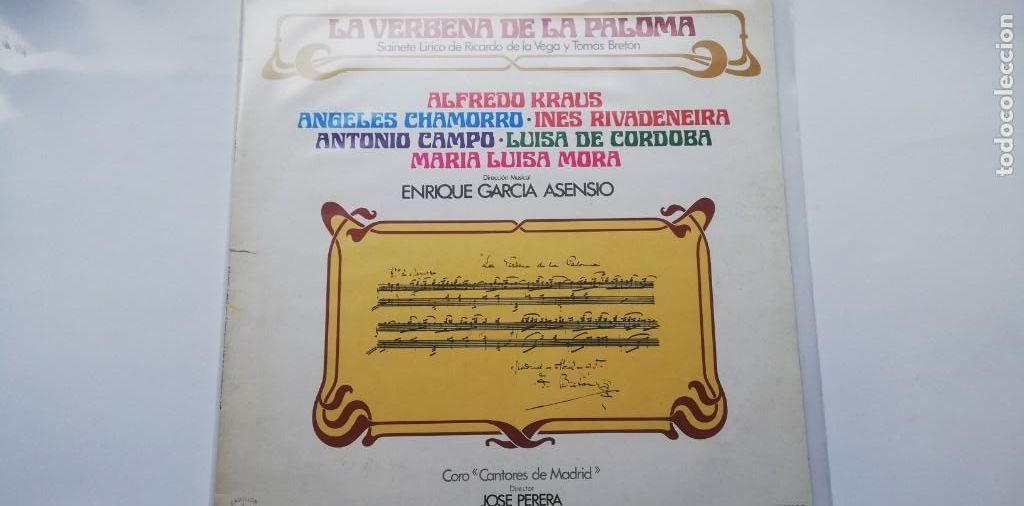 LA VERBENA DE LA PALOMA
Sainete Lírico de Ricardo de la Vega y Tomás Bretón
ALFREDO KRAUS
ANGELES CHAMORRO · INES RIVADENEIRA
ANTONIO CAMPO · LUISA DE CORDOBA
MARIA LUISA MORA
Dirección Musical
ENRIQUE GARCIA ASENSIO
La Verbena de la Paloma
Bretón
Coro «Cantores de Madrid»
Director
JOSE PERERA
todocoleccion